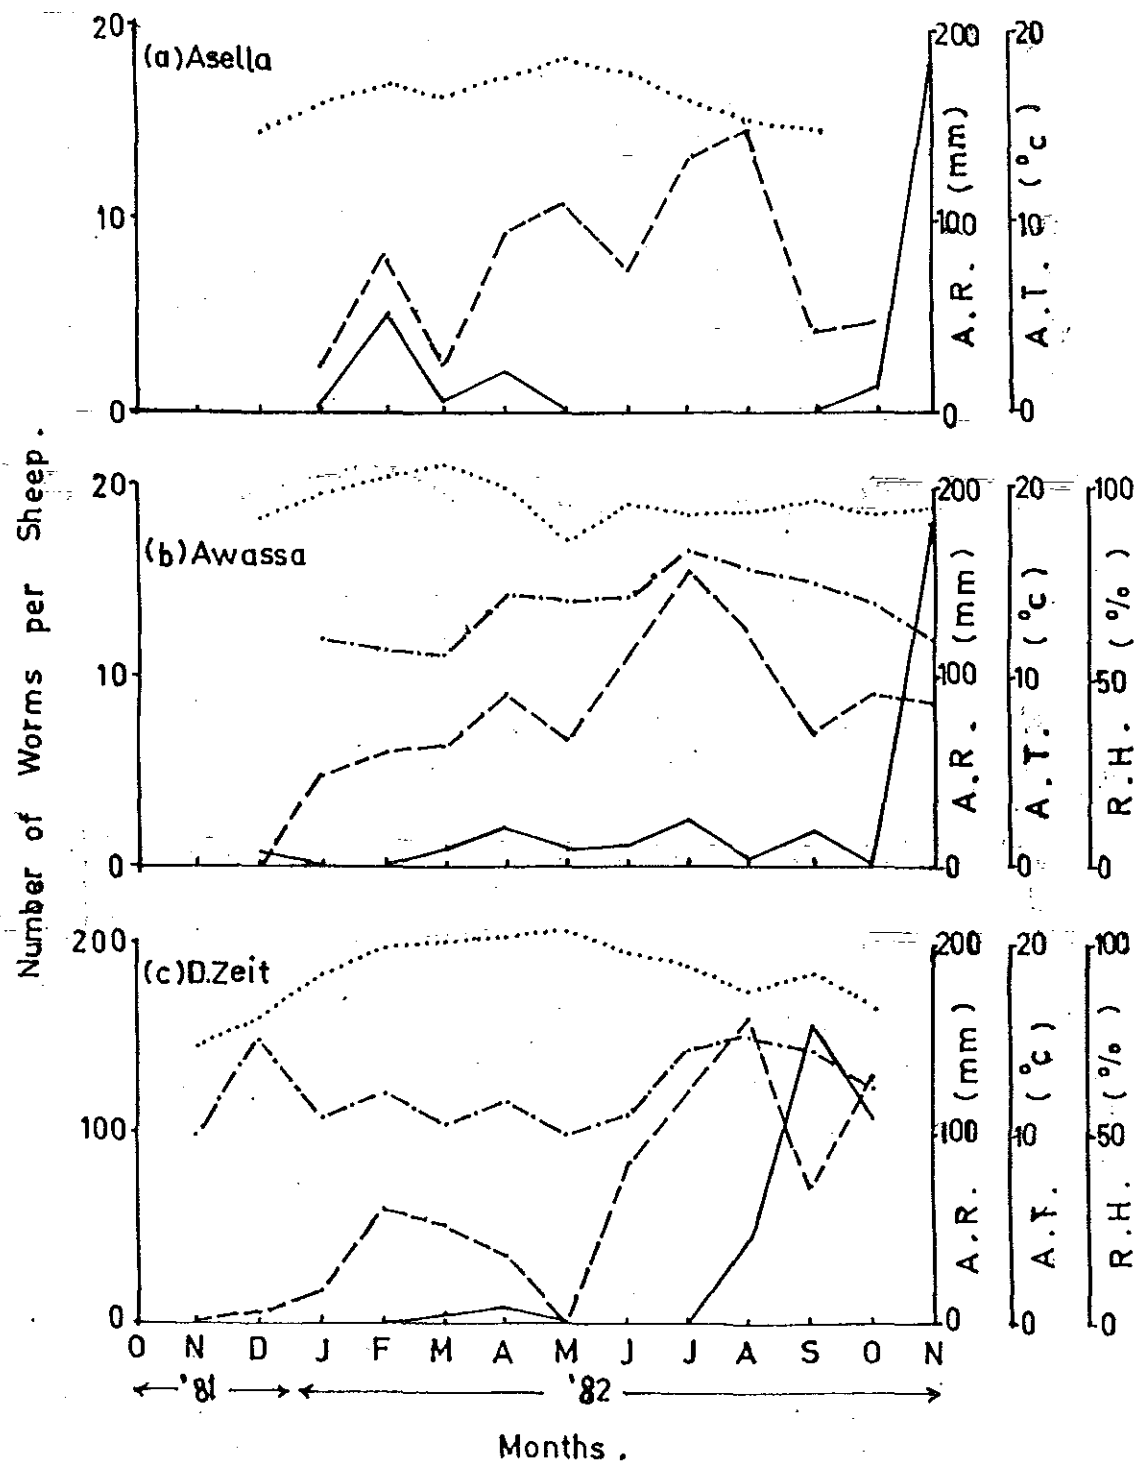 Number of Worms per Sheep.
(a) Asella
20
10
0
200
100
0
A.R. (mm)
20
10
0
A.T. (°c)
(b) Awassa
20
10
0
200
100
0
A.R. (mm)
20
10
0
A.T. (°c)
100
50
0
R.H. (%)
(c) D.Zeit
200
100
0
200
100
0
A.R. (mm)
20
10
0
A.T. (°c)
100
50
0
R.H. (%)
O N D J F M A M J J A S O N
'81 '82
Months.